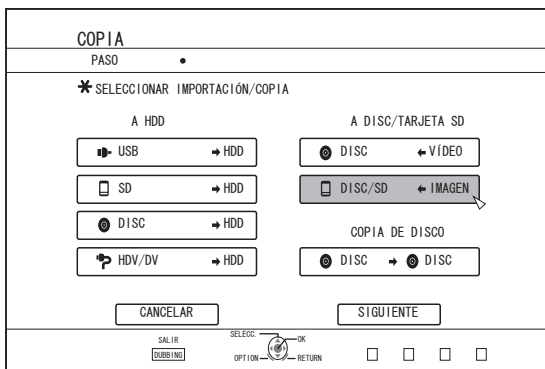 COPIA
PASO
SELECCIONAR IMPORTACIÓN/COPIA
A HDD
USB → HDD
SD → HDD
DISC → HDD
HDV/DV → HDD
A DISC/TARJETA SD
DISC ← VÍDEO
DISC/SD ← IMAGEN
COPIA DE DISCO
DISC → DISC
CANCELAR
SIGUIENTE
SALIR
DUBBING
SELECC.
OK
OPTION
RETURN